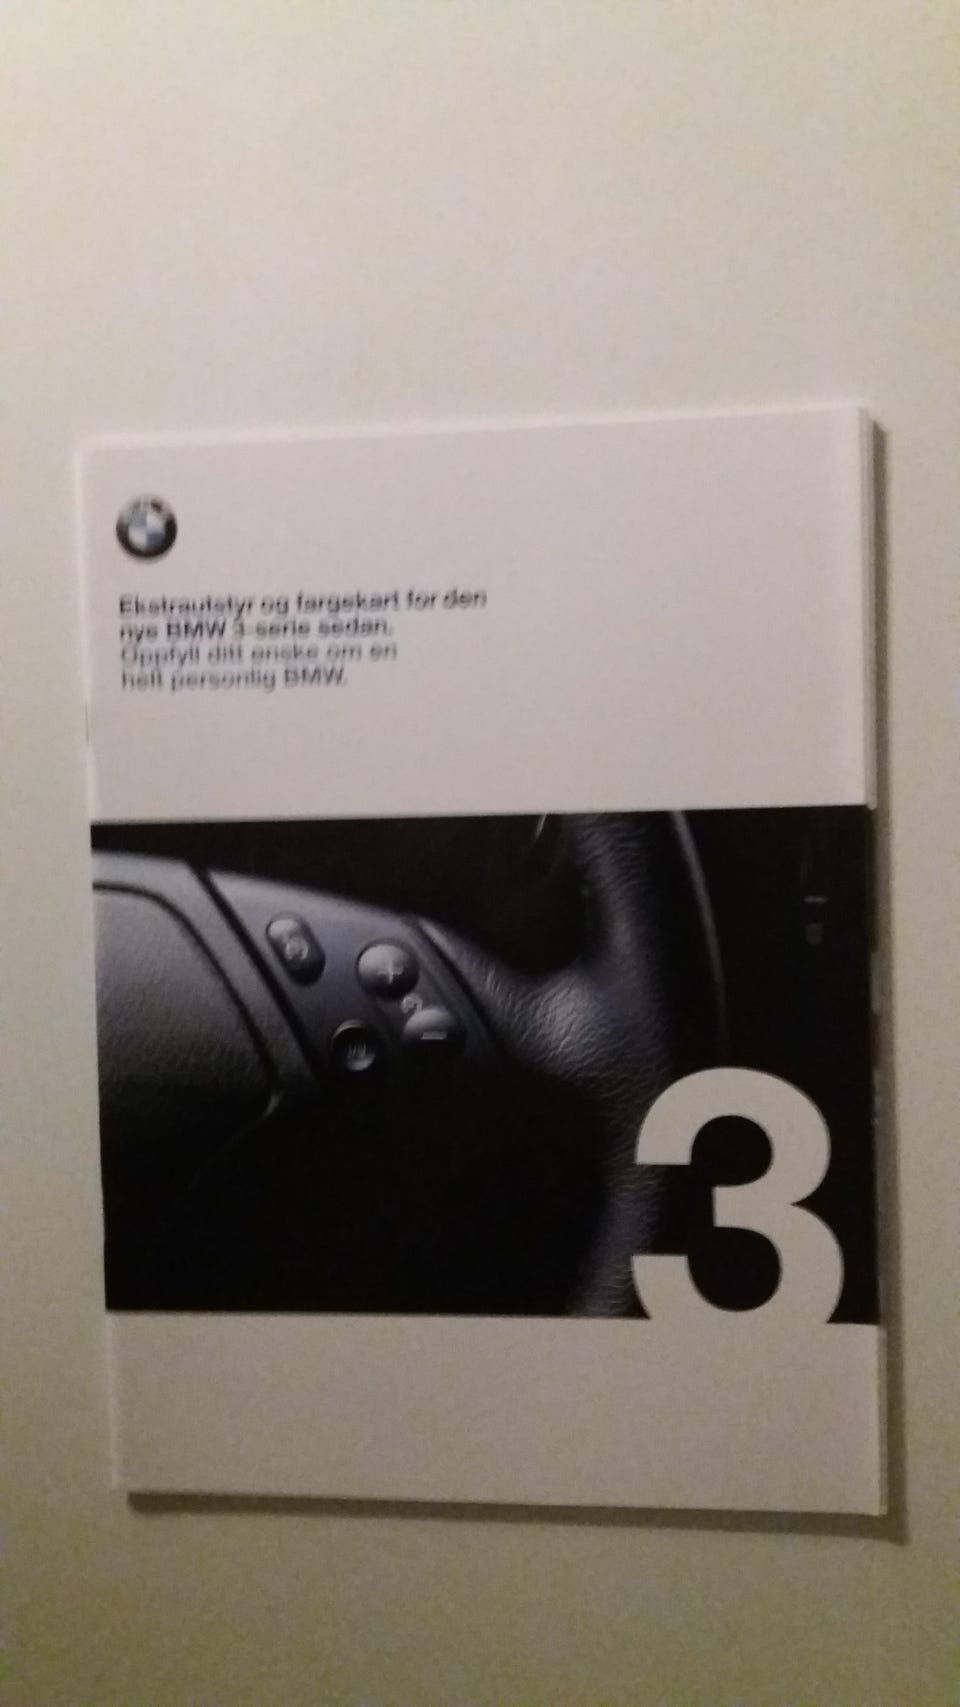 Ekstrautstyr og fargekart for den
nye BMW 3-serie sedan.
Oppfyll ditt ønske om en
helt personlig BMW.
+
-
3